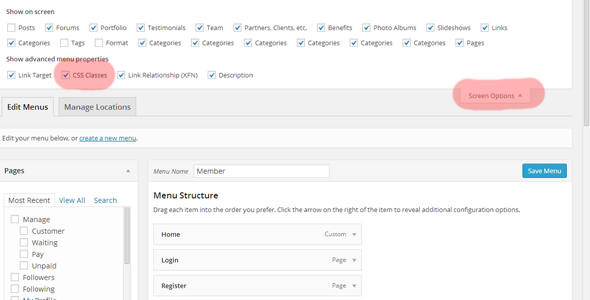 Show on screen
Posts Forums Portfolio Testimonials Team Partners, Clients, etc. Benefits Photo Albums Slideshows Links
Categories Tags Format Categories Categories Categories Categories Categories Categories Pages
Show advanced menu properties
Link Target CSS Classes Link Relationship (XFN) Description
Screen Options
Edit Menus Manage Locations
Edit your menu below, or create a new menu.
Pages
Menu Name Member Save Menu
Most Recent View All Search
Manage
Customer
Waiting
Pay
Unpaid
Followers
Following
My Profile
Menu Structure
Drag each item into the order you prefer. Click the arrow on the right of the item to reveal additional configuration options.
Home Custom
Login Page
Register Page